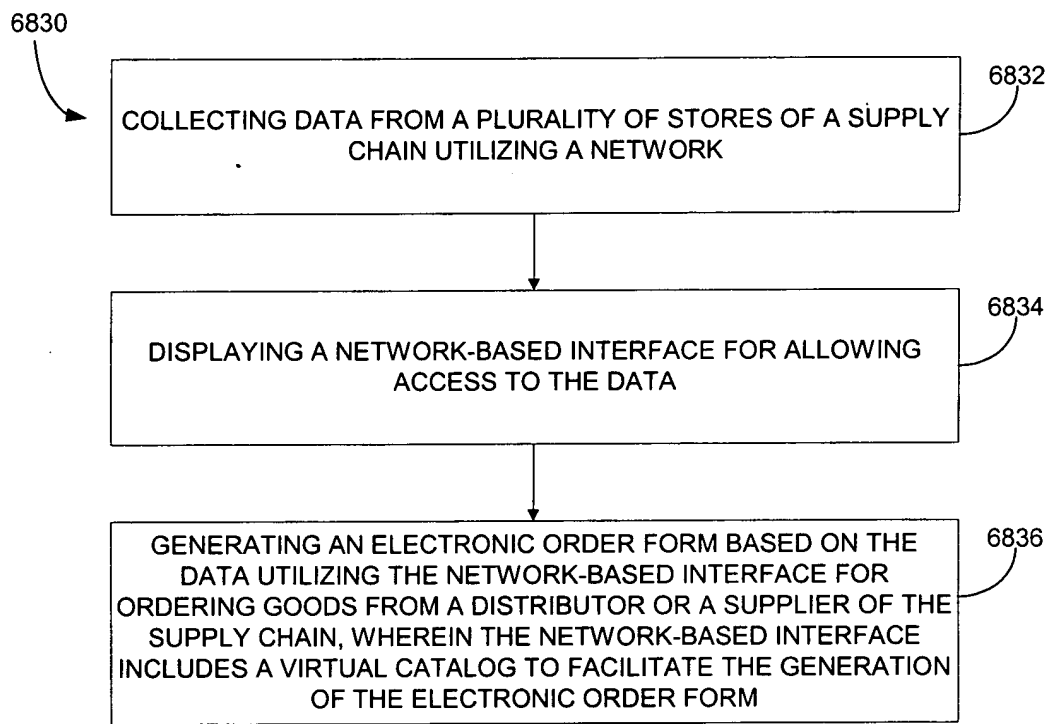 6830
6832
COLLECTING DATA FROM A PLURALITY OF STORES OF A SUPPLY
CHAIN UTILIZING A NETWORK
6834
DISPLAYING A NETWORK-BASED INTERFACE FOR ALLOWING
ACCESS TO THE DATA
6836
GENERATING AN ELECTRONIC ORDER FORM BASED ON THE
DATA UTILIZING THE NETWORK-BASED INTERFACE FOR
ORDERING GOODS FROM A DISTRIBUTOR OR A SUPPLIER OF THE
SUPPLY CHAIN, WHEREIN THE NETWORK-BASED INTERFACE
INCLUDES A VIRTUAL CATALOG TO FACILITATE THE GENERATION
OF THE ELECTRONIC ORDER FORM